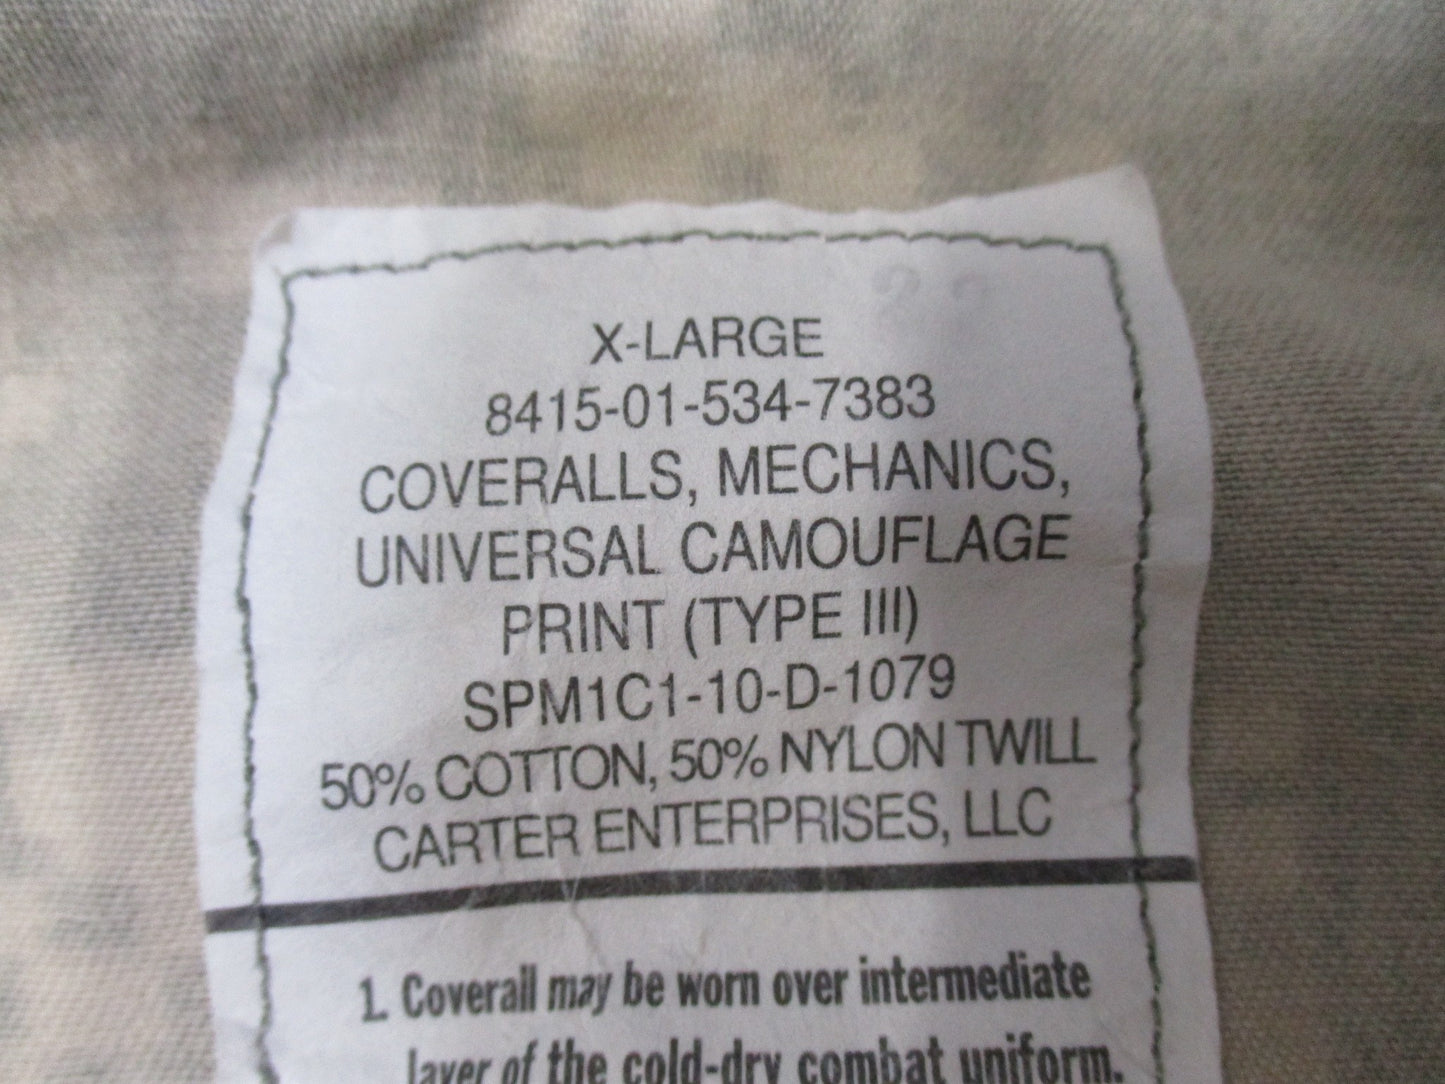 X-LARGE
8415-01-534-7383
COVERALLS, MECHANICS,
UNIVERSAL CAMOUFLAGE
PRINT (TYPE III)
SPM1C1-10-D-1079
50% COTTON, 50% NYLON TWILL
CARTER ENTERPRISES, LLC
1. Coverall may be worn over intermediate
layer of the cold-dry combat uniform.